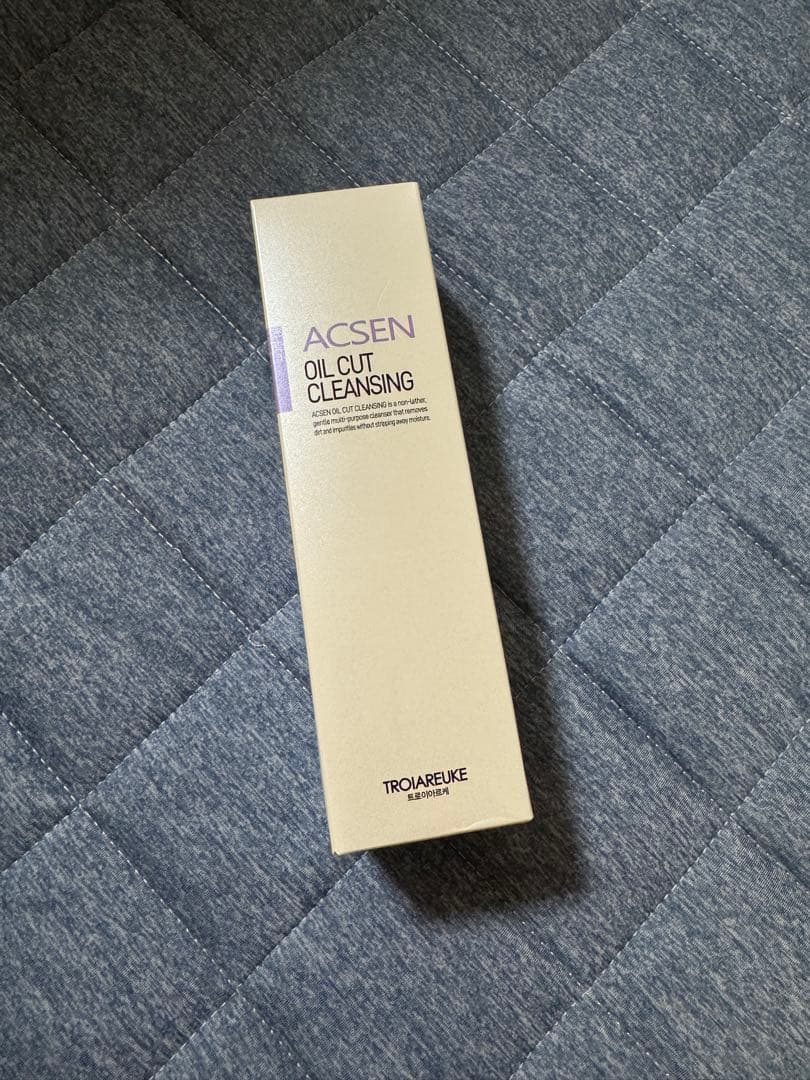 ACSEN
OIL CUT
CLEANSING
ACSEN OIL CUT CLEANSING is a non-lather,
gentle multi-purpose cleanser that removes
dirt and impurities without stripping away moisture.
TROIAREUKE
트로이아르케